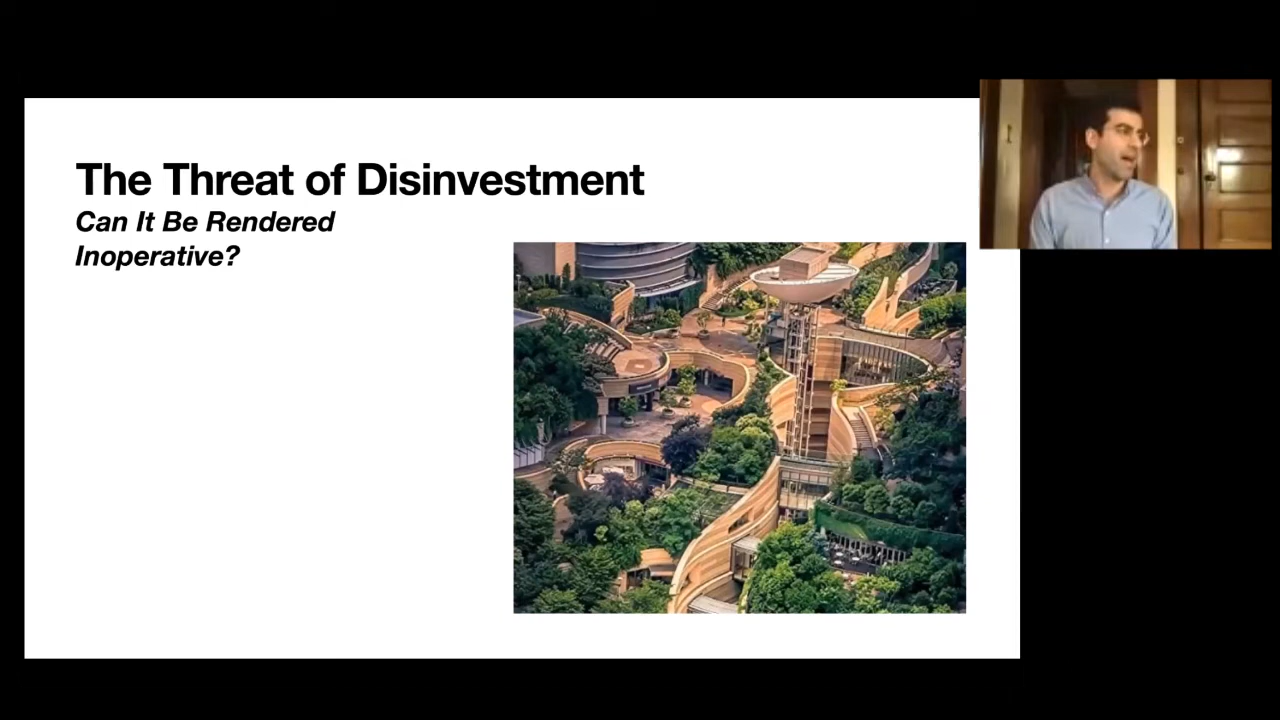 The Threat of Disinvestment
Can It Be Rendered
Inoperative?